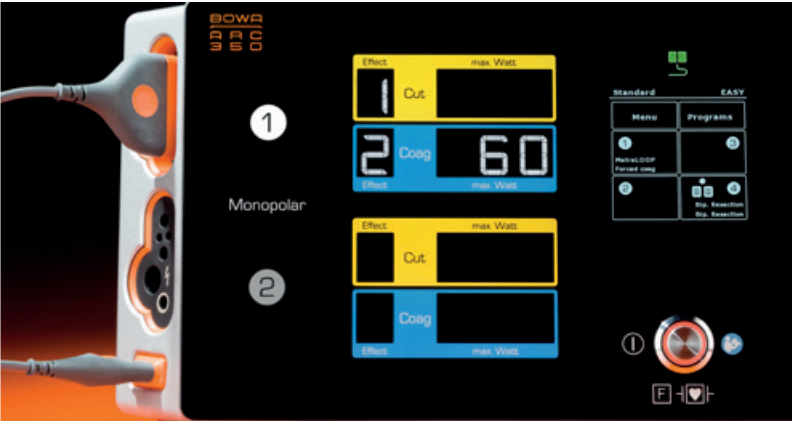 BOWA
ARC
350
1
Monopolar
2
Effect max. Watt
1 Cut
2 Coag 60
Effect max. Watt
Effect max. Watt
Cut
Coag
Effect max. Watt
Standard EASY
Menu Programs
1 3
MetraLOOP
Forced coag
2 4
Bip. Resection
Bip. Resection
F